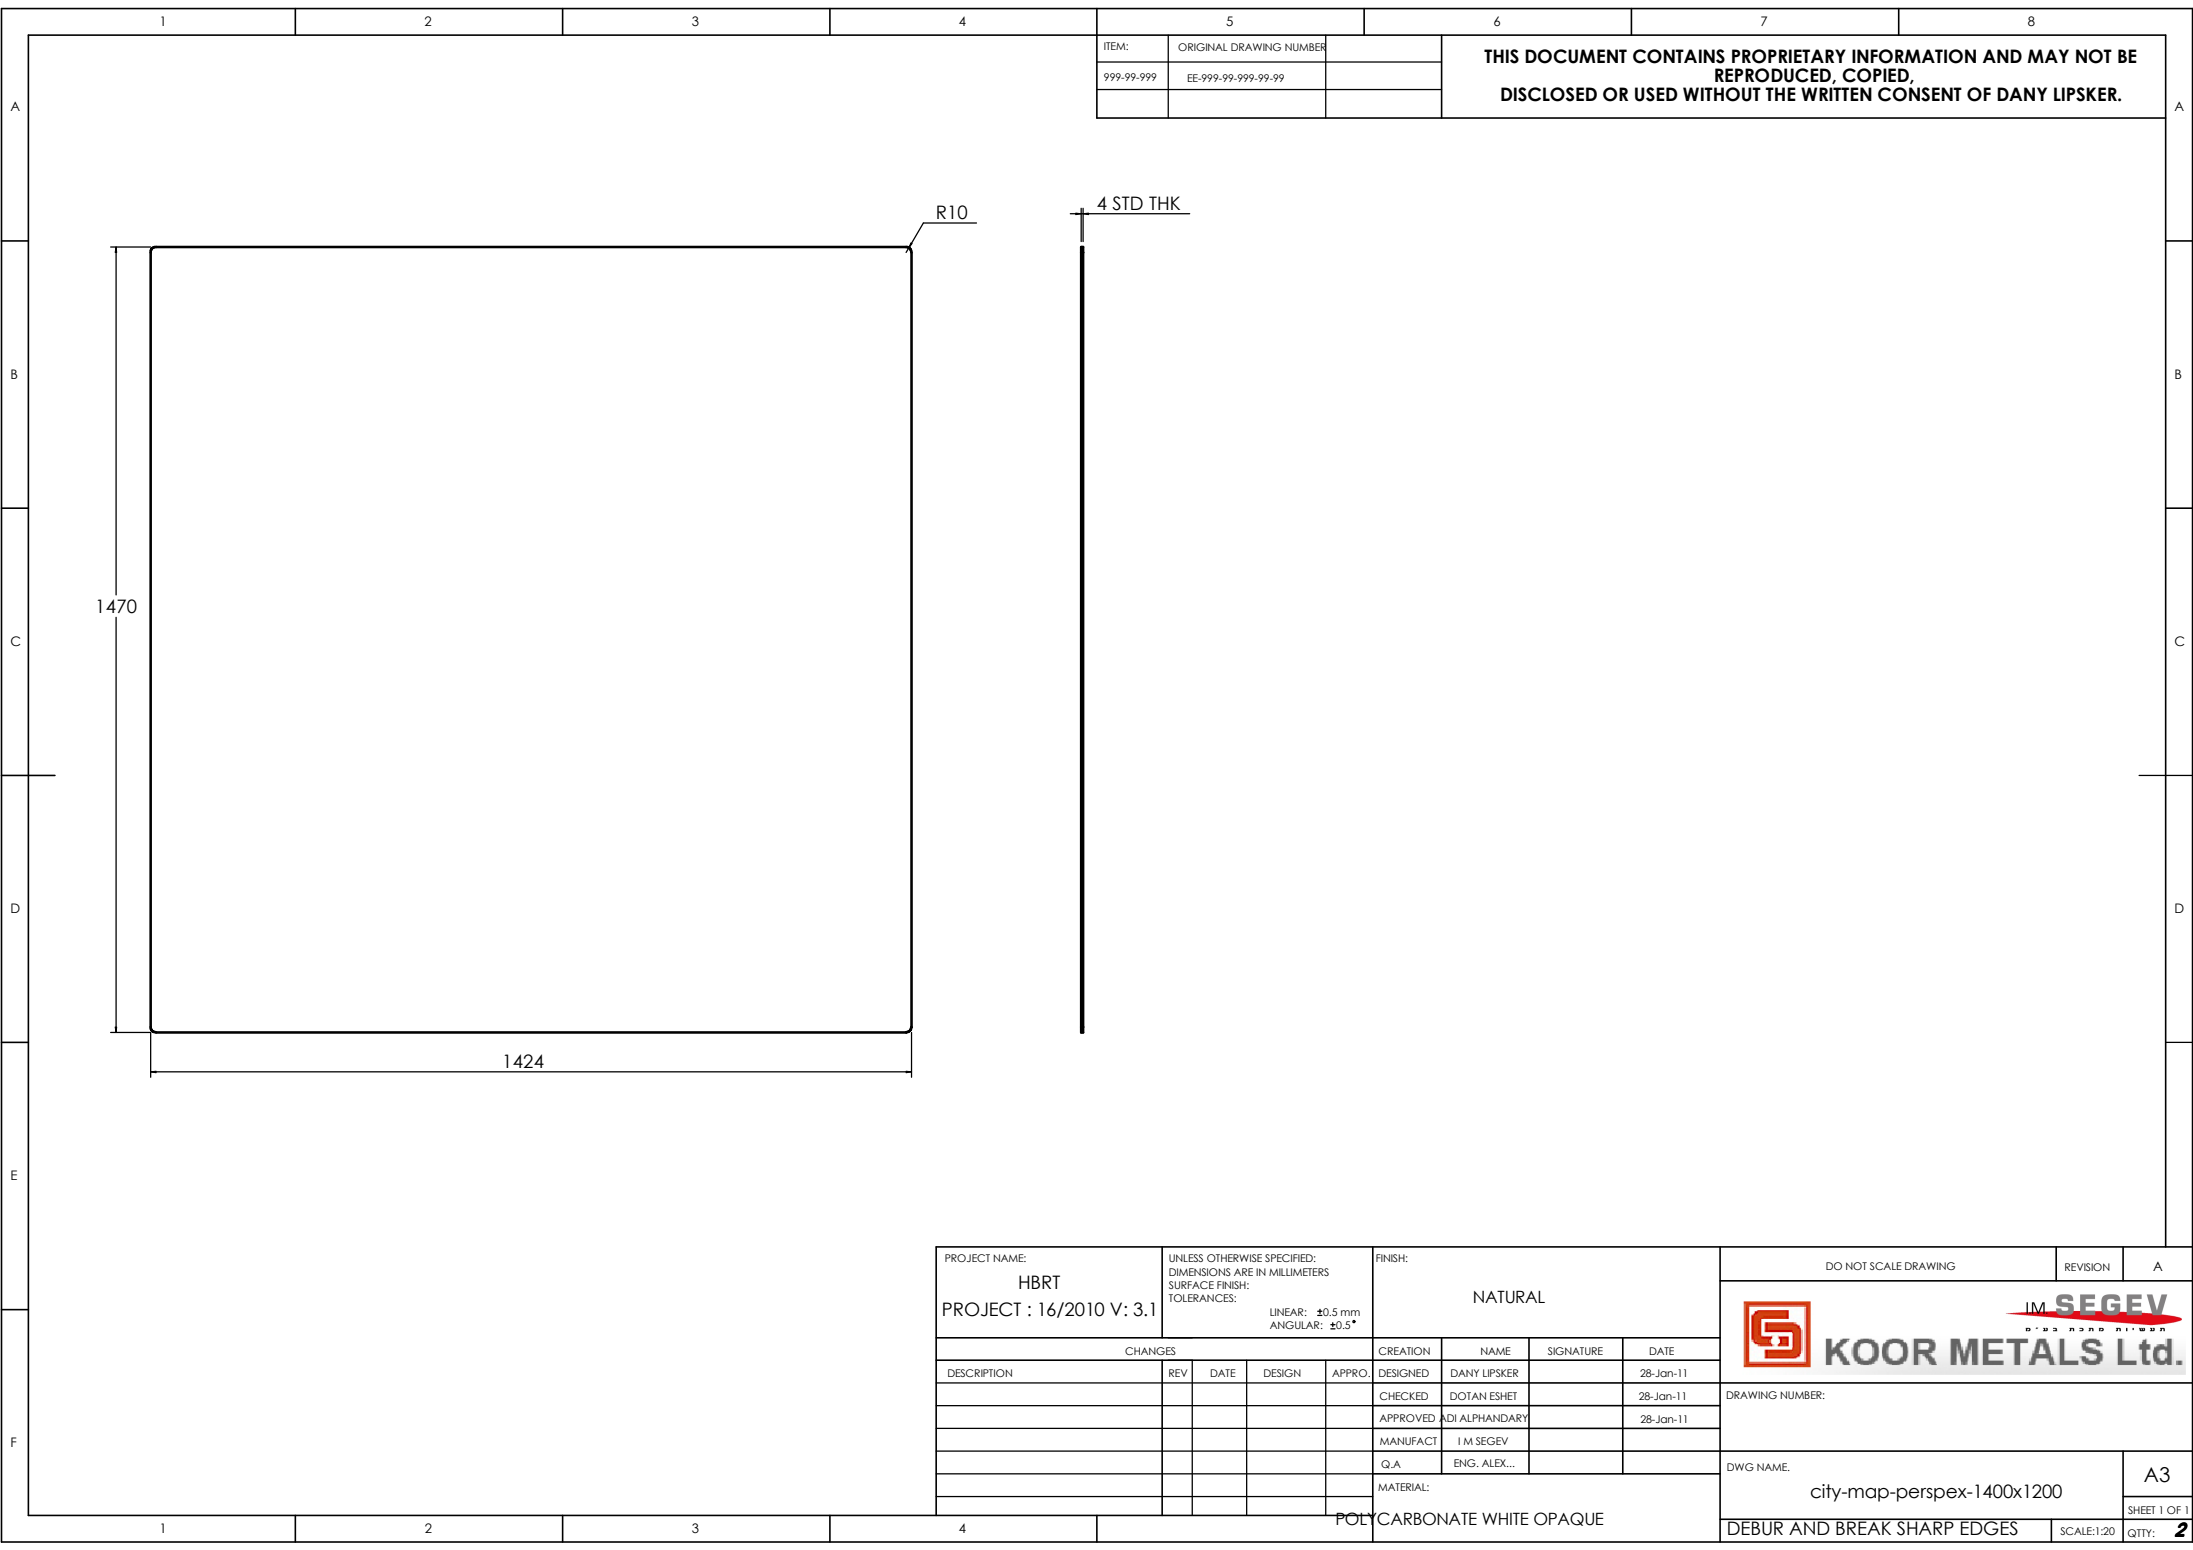 1 2 3 4 5 6 7 8
ITEM: ORIGINAL DRAWING NUMBER
999-99-999 EE-999-99-999-99-99
THIS DOCUMENT CONTAINS PROPRIETARY INFORMATION AND MAY NOT BE
REPRODUCED, COPIED,
DISCLOSED OR USED WITHOUT THE WRITTEN CONSENT OF DANY LIPSKER.
A A
4 STD THK
R10
B B
1470
C C
D D
1424
E
PROJECT NAME:
HBRT
PROJECT : 16/2010 V: 3.1
UNLESS OTHERWISE SPECIFIED:
DIMENSIONS ARE IN MILLIMETERS
SURFACE FINISH:
TOLERANCES:
LINEAR: ±0.5 mm
ANGULAR: ±0.5°
FINISH:
NATURAL
DO NOT SCALE DRAWING REVISION A
IM SEGEV
תעשיות מתכת בע"מ
KOOR METALS Ltd.
CHANGES
DESCRIPTION REV DATE DESIGN APPRO.
CREATION NAME SIGNATURE DATE
DESIGNED DANY LIPSKER 28-Jan-11
CHECKED DOTAN ESHET 28-Jan-11
APPROVED ADI ALPHANDARY 28-Jan-11
MANUFACT I M SEGEV
Q.A ENG. ALEX...
MATERIAL:
POLYCARBONATE WHITE OPAQUE
DRAWING NUMBER:
DWG NAME.
city-map-perspex-1400x1200
A3
SHEET 1 OF 1
DEBUR AND BREAK SHARP EDGES SCALE:1:20 QTTY: 2
F
1 2 3 4